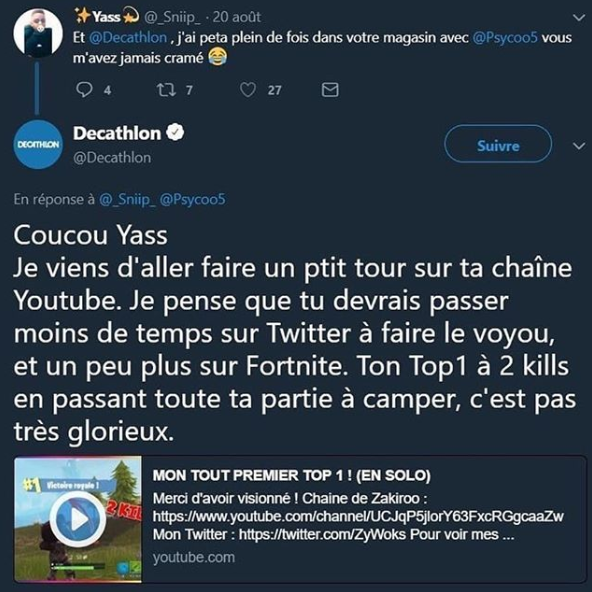 ✨Yass💫 @_Sniip_ · 20 août
Et @Decathlon , j'ai peta plein de fois dans votre magasin avec @Psycoo5 vous
m'avez jamais cramé 😂
4 7 27
DECATHLON
Decathlon
@Decathlon
Suivre
En réponse à @_Sniip_ @Psycoo5
Coucou Yass
Je viens d'aller faire un ptit tour sur ta chaîne
Youtube. Je pense que tu devrais passer
moins de temps sur Twitter à faire le voyou,
et un peu plus sur Fortnite. Ton Top1 à 2 kills
en passant toute ta partie à camper, c'est pas
très glorieux.
#1 Victoire royale !
2 KIL
MON TOUT PREMIER TOP 1 ! (EN SOLO)
Merci d'avoir visionné ! Chaine de Zakiroo :
https://www.youtube.com/channel/UCJqP5jlorY63FxcRGgcaaZw
Mon Twitter : https://twitter.com/ZyWoks Pour voir mes ...
youtube.com